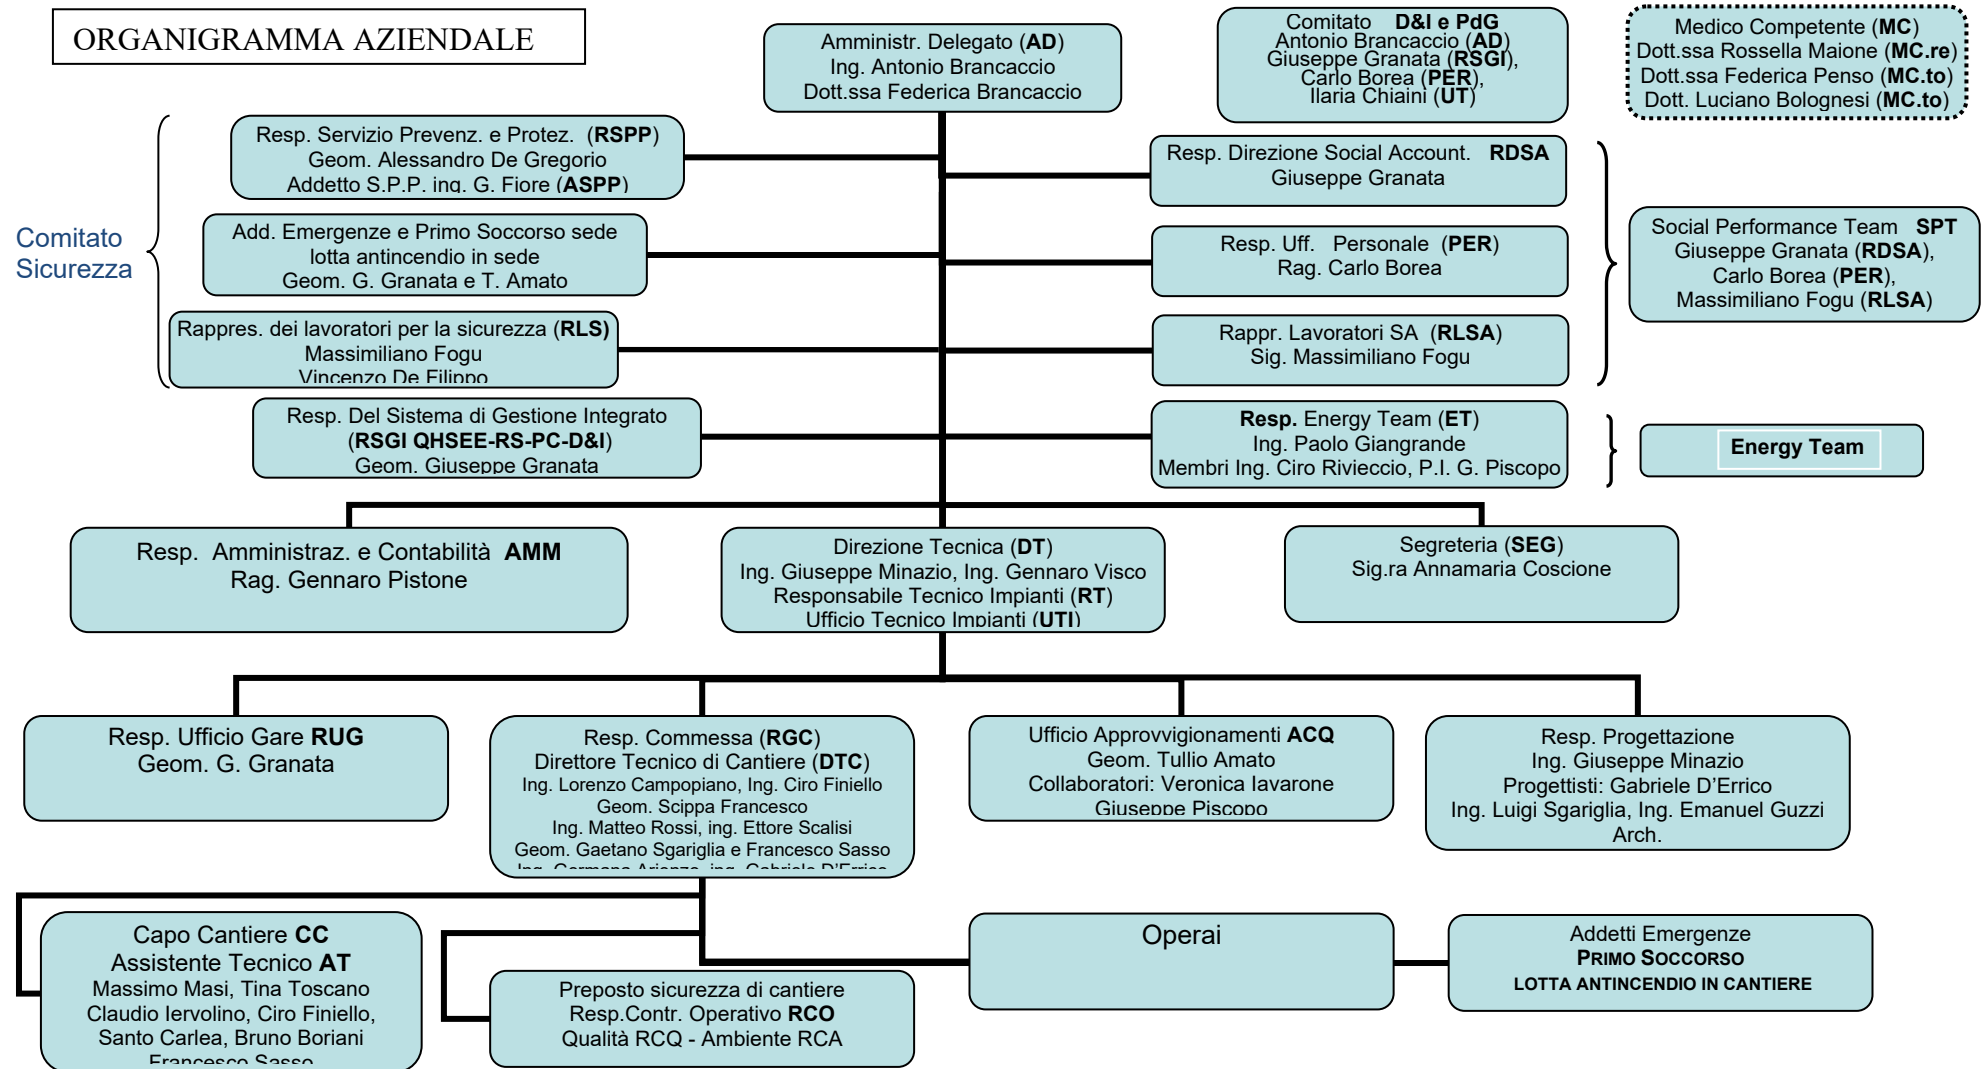 ORGANIGRAMMA AZIENDALE
Amministr. Delegato (AD)
Ing. Antonio Brancaccio
Dott.ssa Federica Brancaccio
Comitato D&I e PdG
Antonio Brancaccio (AD)
Giuseppe Granata (RSGI),
Carlo Borea (PER),
Ilaria Chiaini (UT)
Medico Competente (MC)
Dott.ssa Rossella Maione (MC.re)
Dott.ssa Federica Penso (MC.to)
Dott. Luciano Bolognesi (MC.to)
Comitato
Sicurezza
Resp. Servizio Prevenz. e Protez. (RSPP)
Geom. Alessandro De Gregorio
Addetto S.P.P. ing. G. Fiore (ASPP)
Resp. Direzione Social Account. RDSA
Giuseppe Granata
Add. Emergenze e Primo Soccorso sede
lotta antincendio in sede
Geom. G. Granata e T. Amato
Resp. Uff. Personale (PER)
Rag. Carlo Borea
Social Performance Team SPT
Giuseppe Granata (RDSA),
Carlo Borea (PER),
Massimiliano Fogu (RLSA)
Rappres. dei lavoratori per la sicurezza (RLS)
Massimiliano Fogu
Vincenzo De Filippo
Rappr. Lavoratori SA (RLSA)
Sig. Massimiliano Fogu
Resp. Del Sistema di Gestione Integrato
(RSGI QHSEE-RS-PC-D&I)
Geom. Giuseppe Granata
Resp. Energy Team (ET)
Ing. Paolo Giangrande
Membri Ing. Ciro Rivieccio, P.I. G. Piscopo
Energy Team
Resp. Amministraz. e Contabilità AMM
Rag. Gennaro Pistone
Direzione Tecnica (DT)
Ing. Giuseppe Minazio, Ing. Gennaro Visco
Responsabile Tecnico Impianti (RT)
Ufficio Tecnico Impianti (UTI)
Segreteria (SEG)
Sig.ra Annamaria Coscione
Resp. Ufficio Gare RUG
Geom. G. Granata
Resp. Commessa (RGC)
Direttore Tecnico di Cantiere (DTC)
Ing. Lorenzo Campopiano, Ing. Ciro Finiello
Geom. Scippa Francesco
Ing. Matteo Rossi, ing. Ettore Scalisi
Geom. Gaetano Sgariglia e Francesco Sasso
Ing. Germana Arienzo, ing. Gabriele D'Errico
Ufficio Approvvigionamenti ACQ
Geom. Tullio Amato
Collaboratori: Veronica Iavarone
Giuseppe Piscopo
Resp. Progettazione
Ing. Giuseppe Minazio
Progettisti: Gabriele D'Errico
Ing. Luigi Sgariglia, Ing. Emanuel Guzzi
Arch.
Capo Cantiere CC
Assistente Tecnico AT
Massimo Masi, Tina Toscano
Claudio Iervolino, Ciro Finiello,
Santo Carlea, Bruno Boriani
Francesco Sasso
Preposto sicurezza di cantiere
Resp.Contr. Operativo RCO
Qualità RCQ - Ambiente RCA
Operai
Addetti Emergenze
PRIMO SOCCORSO
LOTTA ANTINCENDIO IN CANTIERE